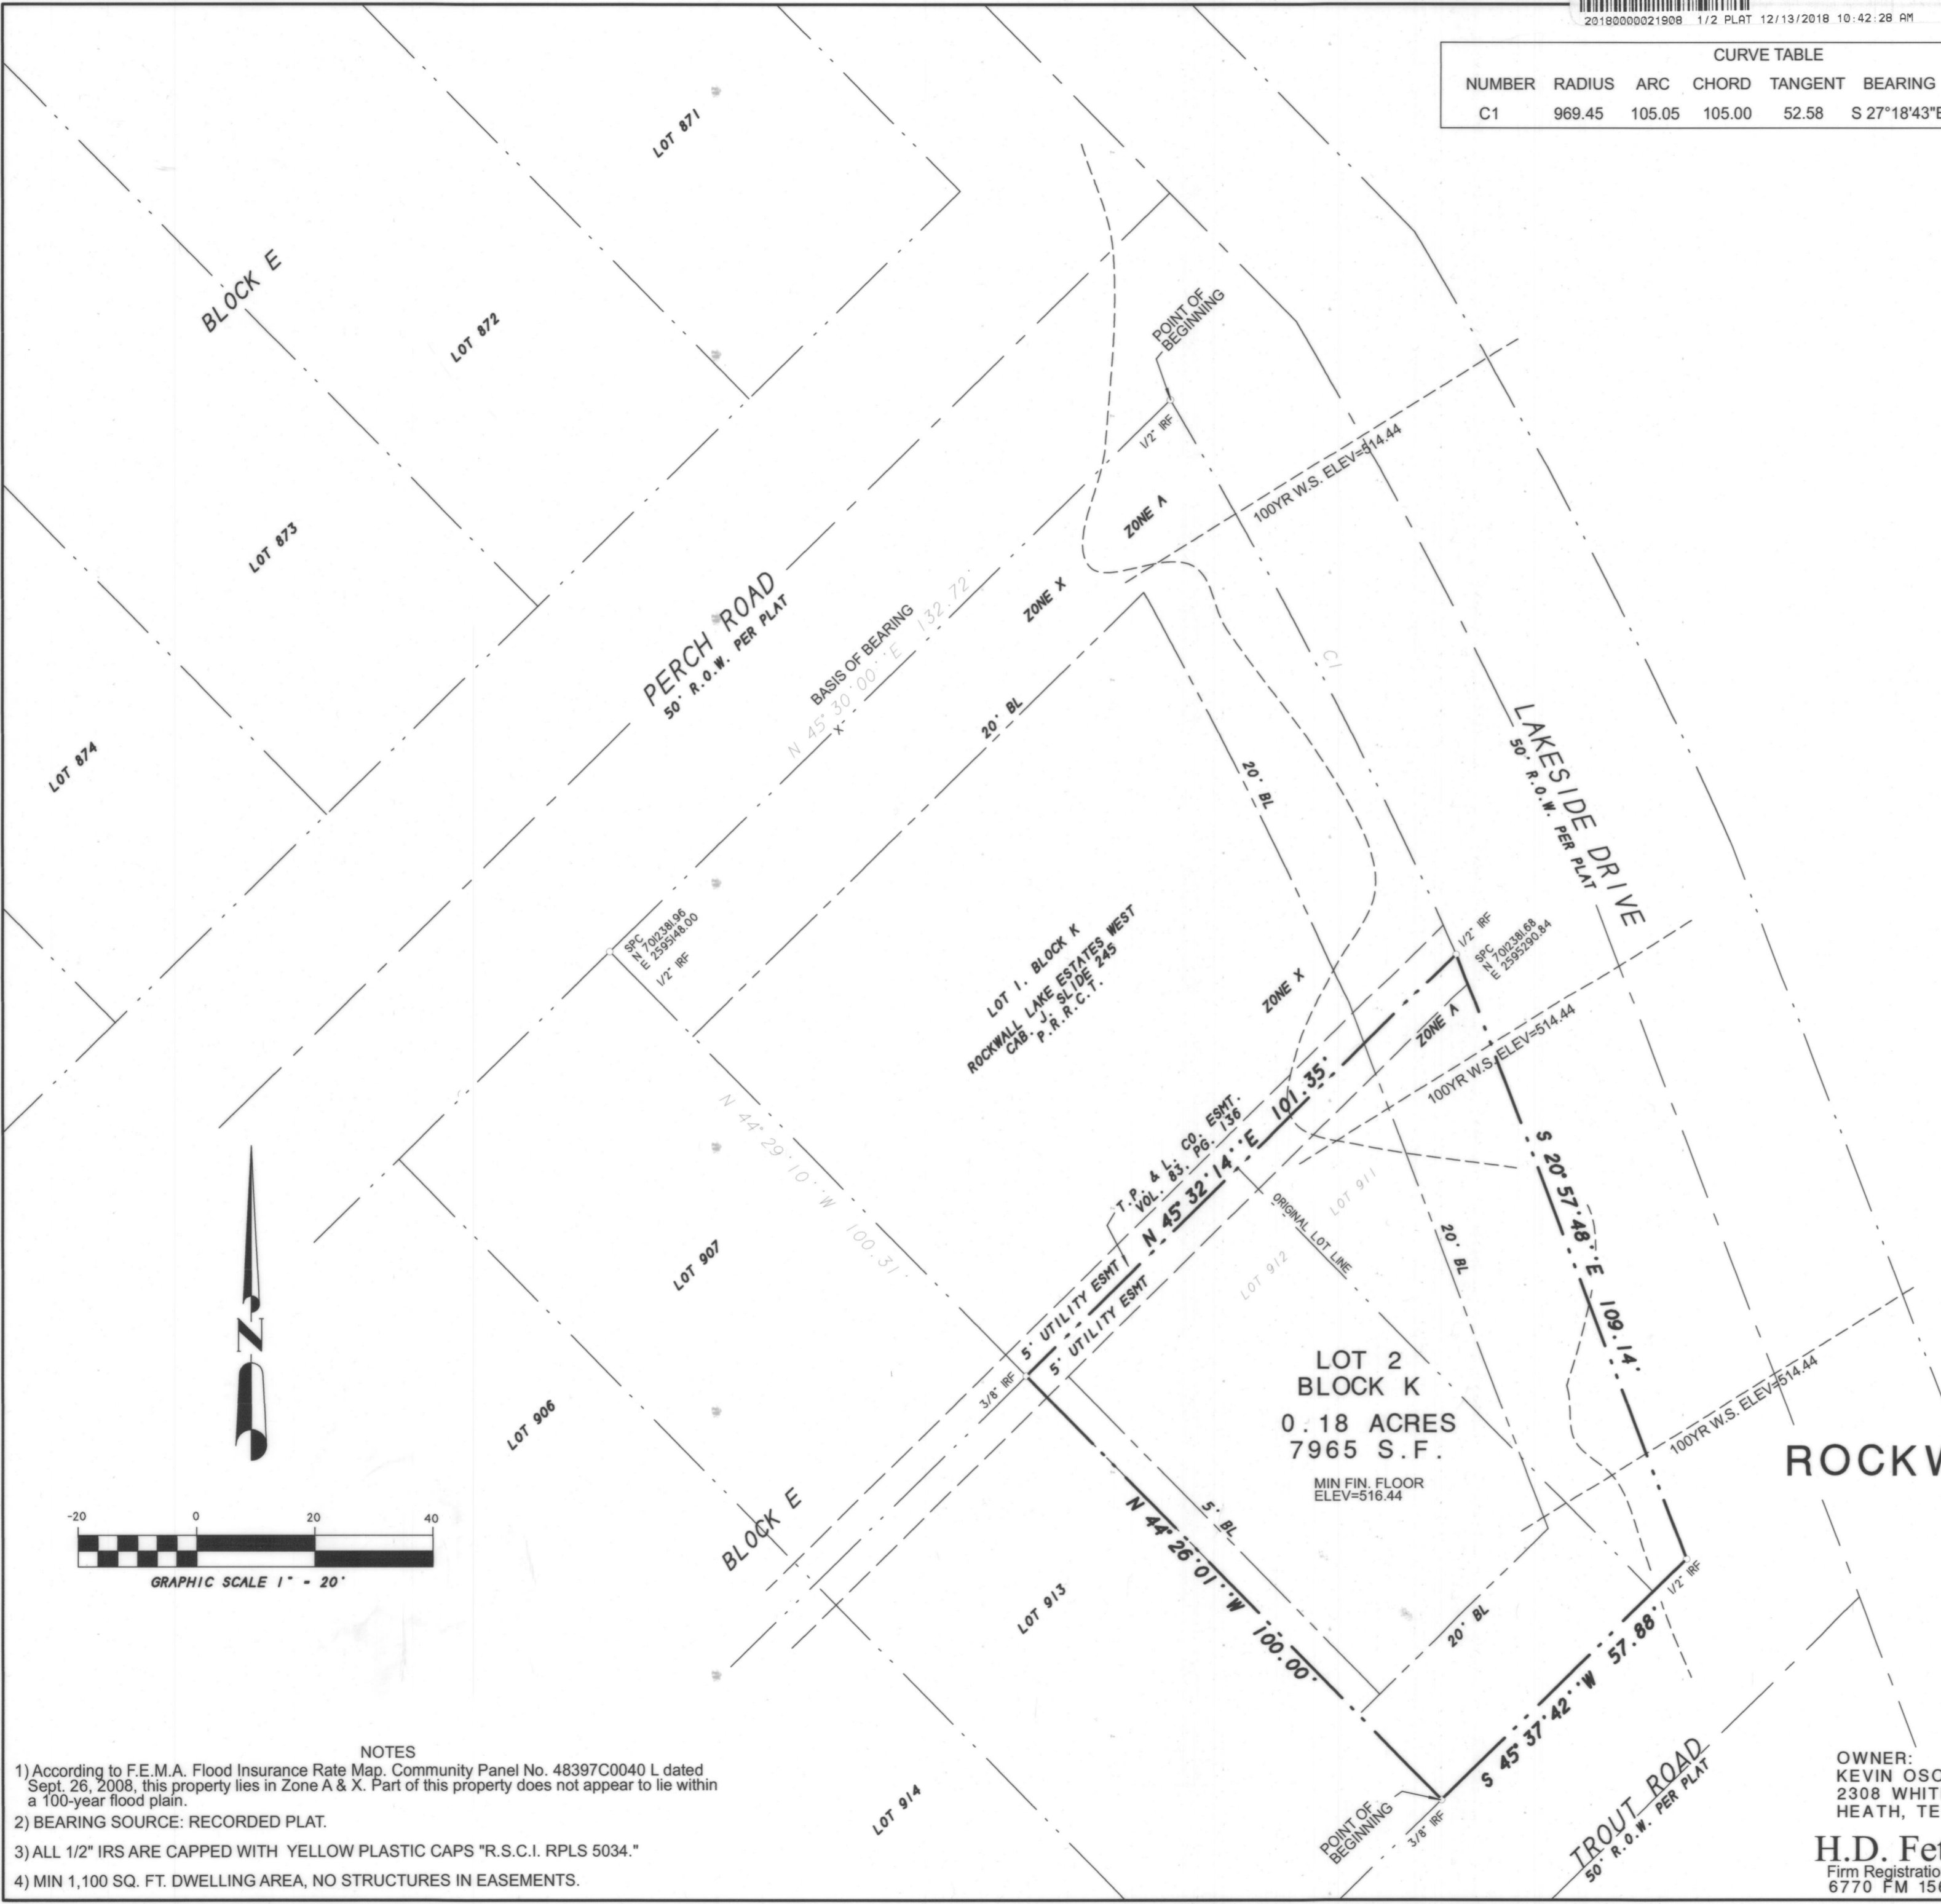 20180000021908 1/2 PLAT 12/13/2018 10:42:28 AM
CURVE TABLE
NUMBER RADIUS ARC CHORD TANGENT BEARING
C1 969.45 105.05 105.00 52.58 S 27°18'43"E
LOT 871
BLOCK E
LOT 872
POINT OF
BEGINNING
1/2" IRF
100YR W.S. ELEV=514.44
ZONE A
LOT 873
ZONE X
PERCH ROAD
50' R.O.W. PER PLAT
BASIS OF BEARING
N 45°30'00"E 132.72'
X
C1
20' BL
20' BL
LAKESIDE DRIVE
50' R.O.W. PER PLAT
LOT 874
SPC
N 7012381.96
E 2595148.00
1/2" IRF
LOT 1, BLOCK K
ROCKWALL LAKE ESTATES WEST
CAB. J, SLIDE 245
P.R.R.C.T.
1/2" IRF
SPC
N 7012381.68
E 2595290.84
ZONE X
ZONE A
100YR W.S. ELEV=514.44
N 44°29'10"W 100.31'
T.P. & L. CO. ESMT.
VOL. 83, PG. 136
N 45°32'14"E 101.35'
S 20°57'48"E 109.14'
LOT 911
ORIGINAL LOT LINE
LOT 912
20' BL
LOT 907
5' UTILITY ESMT
5' UTILITY ESMT
3/8" IRF
N
LOT 2
BLOCK K
0.18 ACRES
7965 S.F.
MIN FIN. FLOOR
ELEV=516.44
100YR W.S. ELEV=514.44
LOT 906
ROCKW
BLOCK E
5' BL
N 44°26'01"W 100.00'
-20 0 20 40
GRAPHIC SCALE 1" - 20'
LOT 913
20' BL
1/2" IRF
S 45°37'42"W 57.88'
TROUT ROAD
50' R.O.W. PER PLAT
LOT 914
POINT OF
BEGINNING
3/8" IRF
NOTES
1) According to F.E.M.A. Flood Insurance Rate Map. Community Panel No. 48397C0040 L dated
Sept. 26, 2008, this property lies in Zone A & X. Part of this property does not appear to lie within
a 100-year flood plain.
2) BEARING SOURCE: RECORDED PLAT.
3) ALL 1/2" IRS ARE CAPPED WITH YELLOW PLASTIC CAPS "R.S.C.I. RPLS 5034."
4) MIN 1,100 SQ. FT. DWELLING AREA, NO STRUCTURES IN EASEMENTS.
OWNER:
KEVIN OSO
2308 WHIT
HEATH, TE
H.D. Fet
Firm Registratio
6770 FM 156